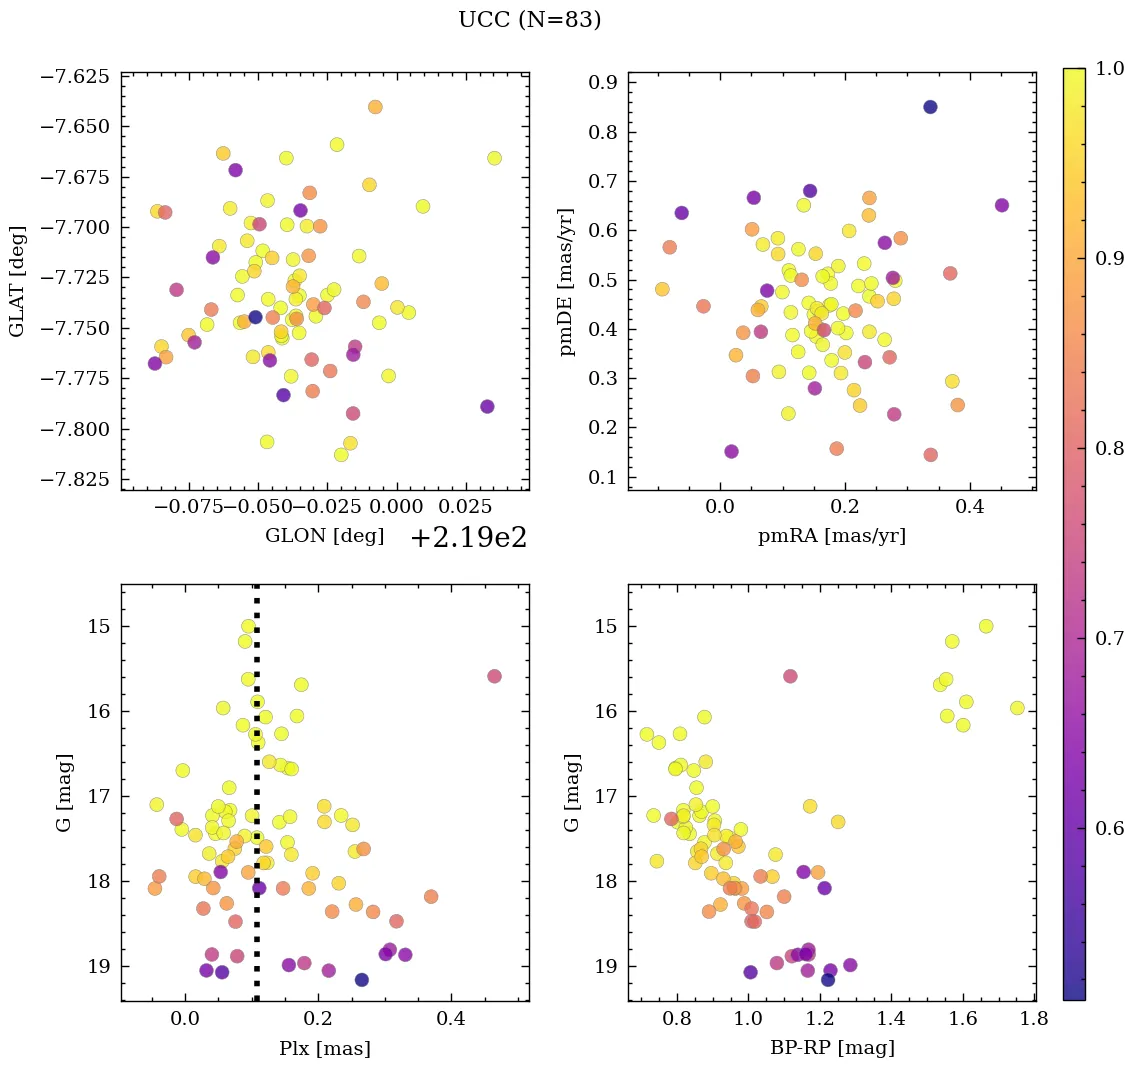 UCC (N=83)
−7.625
−7.650
−7.675
−7.700
−7.725
−7.750
−7.775
−7.800
−7.825
GLAT [deg]
−0.075 −0.050 −0.025 0.000 0.025
GLON [deg]
+2.19e2
0.9
0.8
0.7
0.6
0.5
0.4
0.3
0.2
0.1
pmDE [mas/yr]
0.0 0.2 0.4
pmRA [mas/yr]
15
16
17
18
19
G [mag]
0.0 0.2 0.4
Plx [mas]
15
16
17
18
19
G [mag]
0.8 1.0 1.2 1.4 1.6 1.8
BP-RP [mag]
1.0
0.9
0.8
0.7
0.6